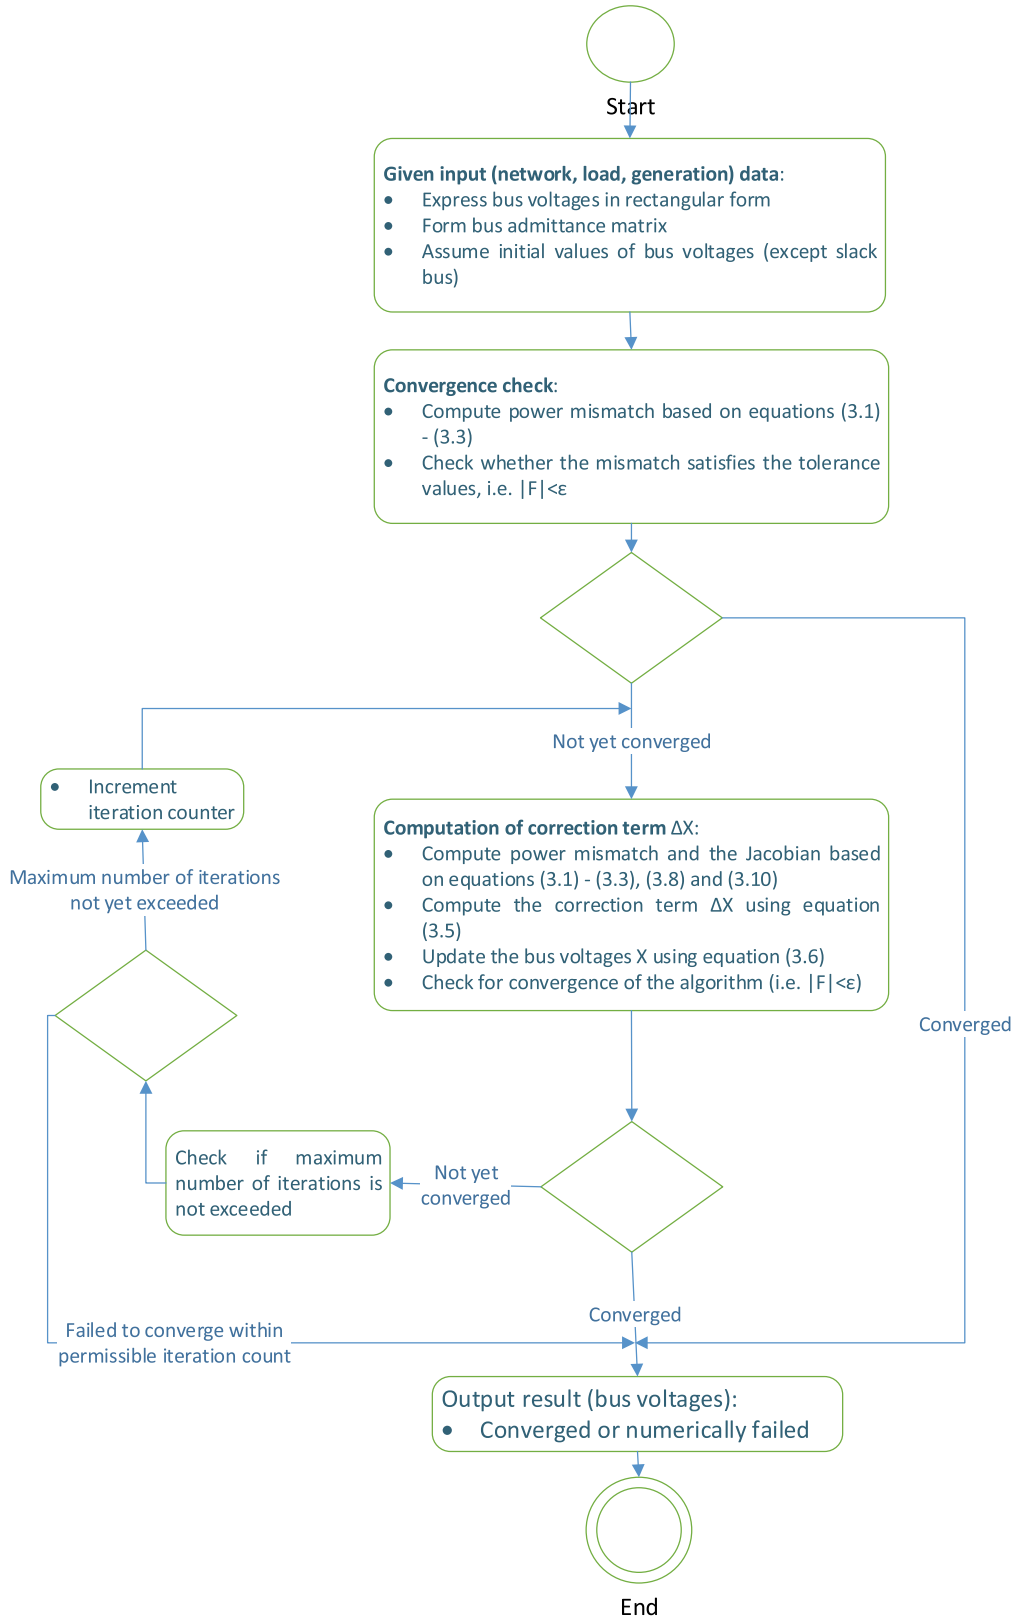 Start
Given input (network, load, generation) data:
• Express bus voltages in rectangular form
• Form bus admittance matrix
• Assume initial values of bus voltages (except slack
bus)
Convergence check:
• Compute power mismatch based on equations (3.1)
- (3.3)
• Check whether the mismatch satisfies the tolerance
values, i.e. |F|<ε
Not yet converged
• Increment
iteration counter
Computation of correction term ΔX:
• Compute power mismatch and the Jacobian based
on equations (3.1) - (3.3), (3.8) and (3.10)
• Compute the correction term ΔX using equation
(3.5)
• Update the bus voltages X using equation (3.6)
• Check for convergence of the algorithm (i.e. |F|<ε)
Maximum number of iterations
not yet exceeded
Converged
Check if maximum
number of iterations is
not exceeded
Not yet
converged
Converged
Failed to converge within
permissible iteration count
Output result (bus voltages):
• Converged or numerically failed
End